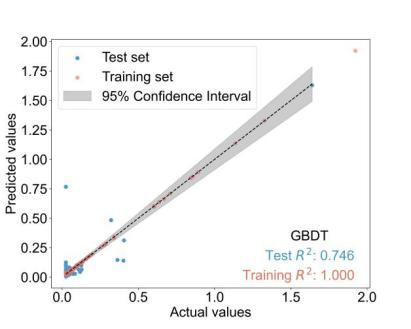 2.00
1.75
1.50
1.25
1.00
0.75
0.50
0.25
0.00
Predicted values
Test set
Training set
95% Confidence Interval
GBDT
Test R²: 0.746
Training R²: 1.000
0.0 0.5 1.0 1.5 2.0
Actual values